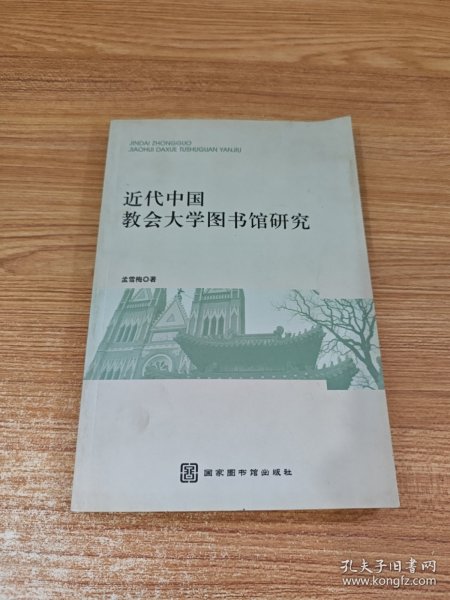 JINDAI ZHONGGUO
JIAOHUI DAXUE TUSHUGUAN YANJIU
近代中国
教会大学图书馆研究
孟雪梅◎著
国家图书馆出版社
孔夫子旧书网
www.kongfz.com